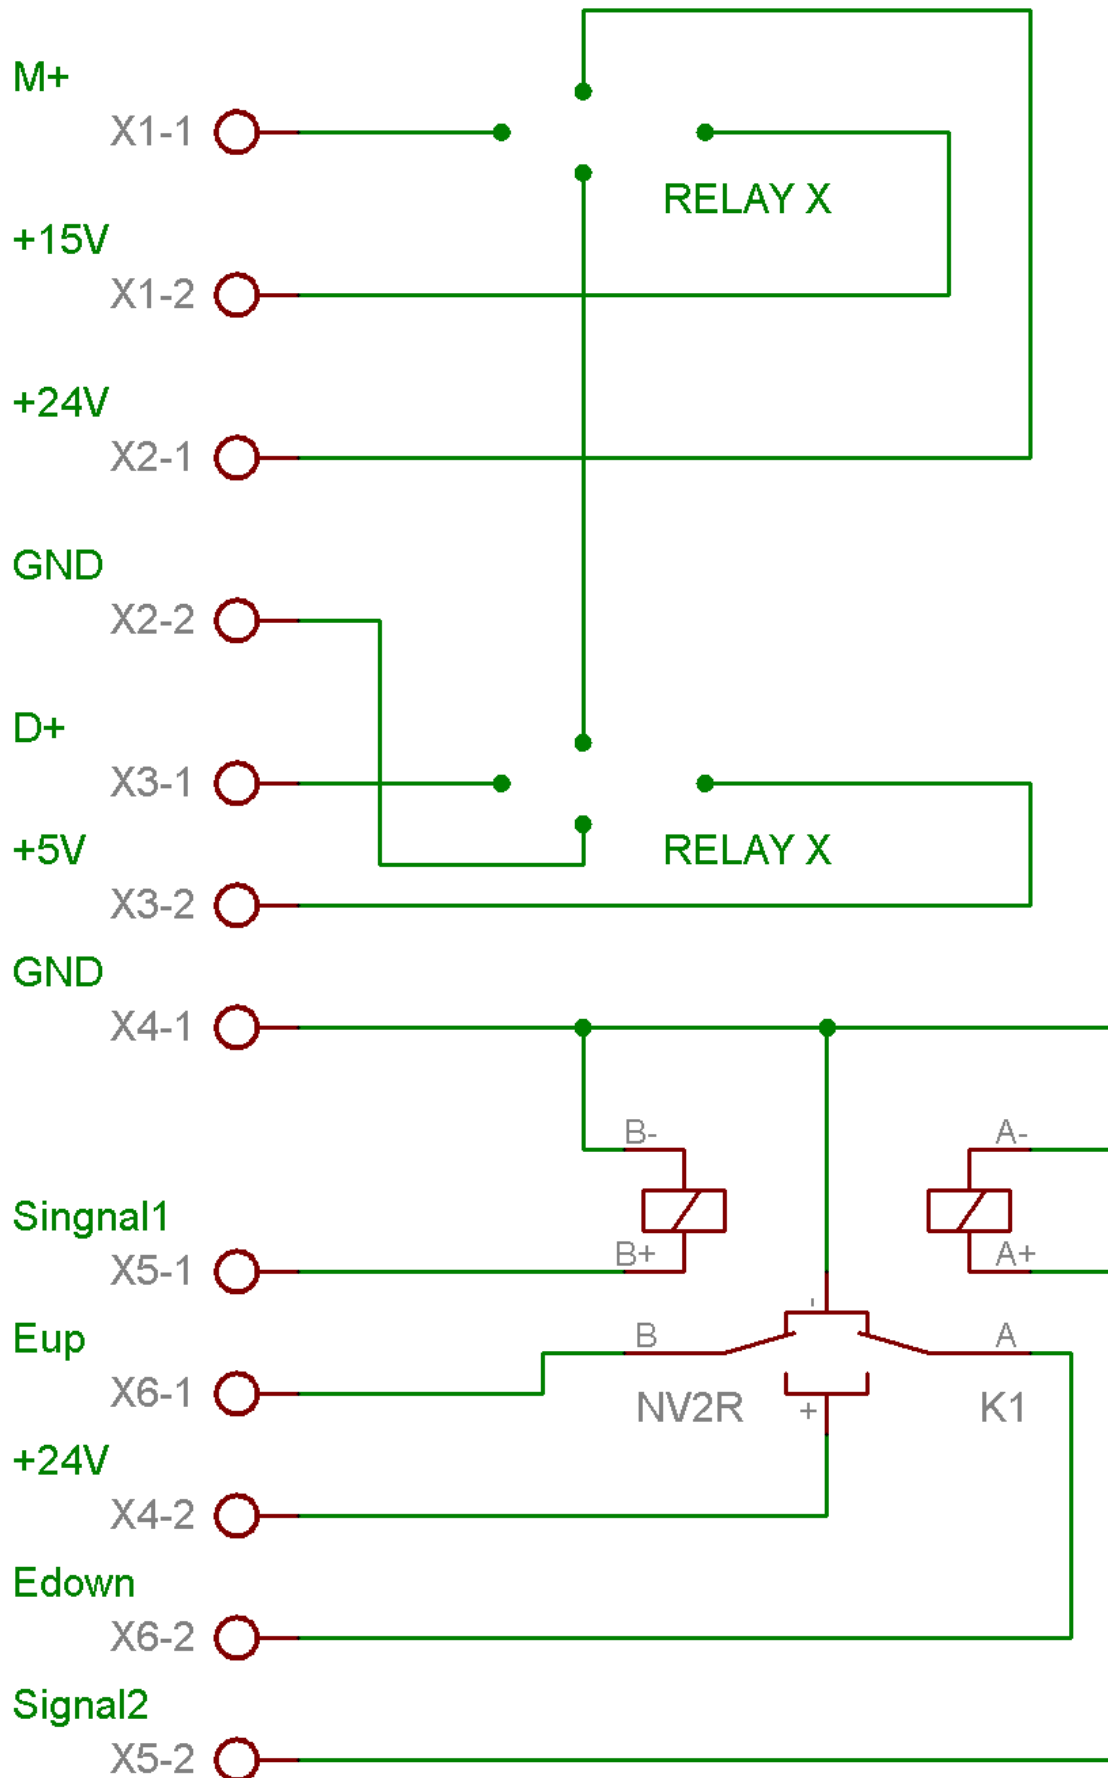 M+
X1-1
RELAY X
+15V
X1-2
+24V
X2-1
GND
X2-2
D+
X3-1
+5V
RELAY X
X3-2
GND
X4-1
B-
A-
Singnal1
B+
A+
X5-1
-
Eup
B
A
X6-1
NV2R
+
K1
+24V
X4-2
Edown
X6-2
Signal2
X5-2